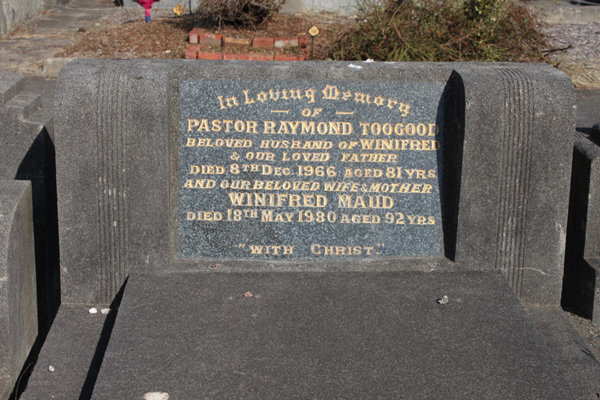 In Loving Memory
OF
PASTOR RAYMOND TOOGOOD
BELOVED HUSBAND OF WINIFRED
& OUR LOVED FATHER
DIED 8TH DEC. 1966 AGED 81 YRS
AND OUR BELOVED WIFE & MOTHER
WINIFRED MAUD
DIED 18TH MAY 1980 AGED 92 YRS
"WITH CHRIST."